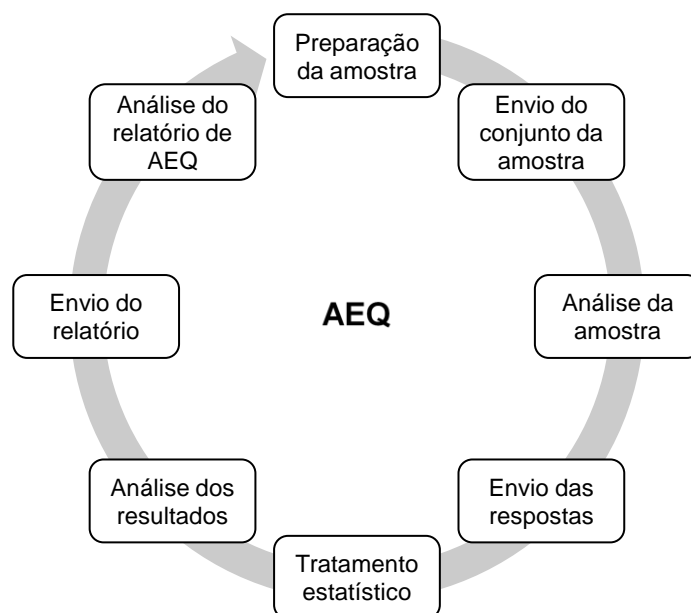 Preparação
da amostra
Envio do
conjunto da
amostra
Análise da
amostra
Envio das
respostas
Tratamento
estatístico
Análise dos
resultados
Envio do
relatório
Análise do
relatório de
AEQ
AEQ